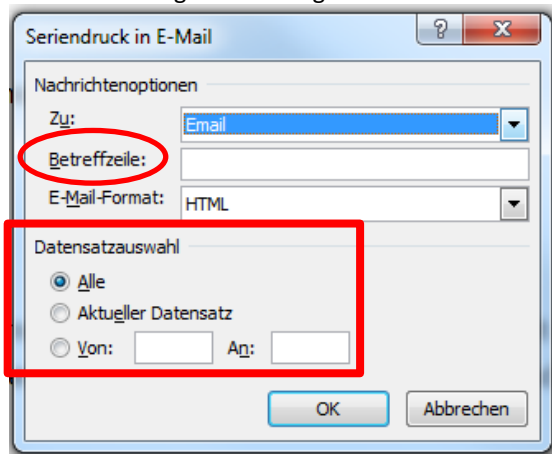 Seriendruck in E-Mail
Nachrichtenoptionen
Zu: Email
Betreffzeile:
E-Mail-Format: HTML
Datensatzauswahl
Alle
Aktueller Datensatz
Von: An:
OK Abbrechen